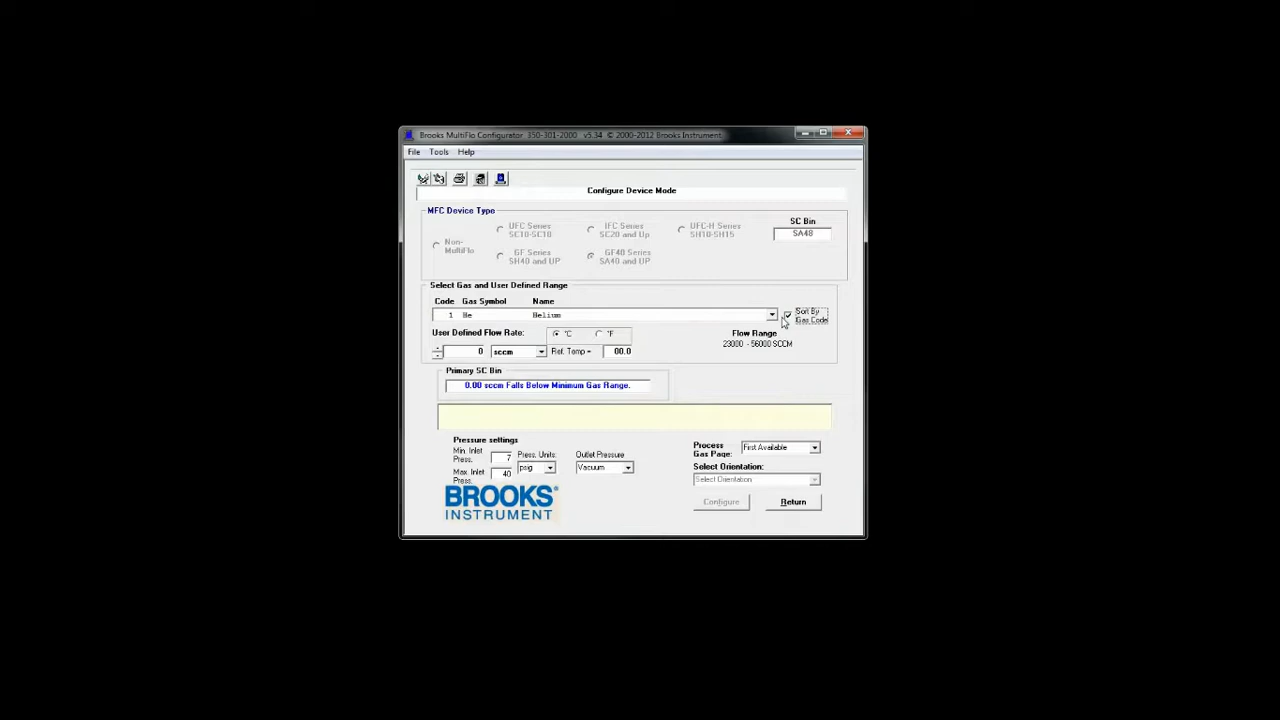 Brooks MultiFlo Configurator 350-301-2000 v5.34 © 2000-2012 Brooks Instrument.
File Tools Help
Configure Device Mode
MFC Device Type
Non-
MultiFlo
UFC Series
SC10-SC18
IFC Series
SC20 and Up
UFC-H Series
SH10-SH15
GF Series
SH40 and UP
GF40 Series
SA40 and UP
SC Bin
SA48
Select Gas and User Defined Range
Code Gas Symbol Name
1 Be Belium
Sort By
Gas Code
User Defined Flow Rate:
°C °F
0 sccm Ref. Temp = 00.0
Flow Range
23000 - 56000 SCCM
Primary SC Bin
0.00 sccm Falls Below Minimum Gas Range.
Pressure settings
Min. Inlet
Press.
7
Max. Inlet
Press.
40
Press. Units:
psig
Outlet Pressure
Vacuum
Process
Gas Page:
First Available
Select Orientation:
Select Orientation
BROOKS®
INSTRUMENT
Configure Return